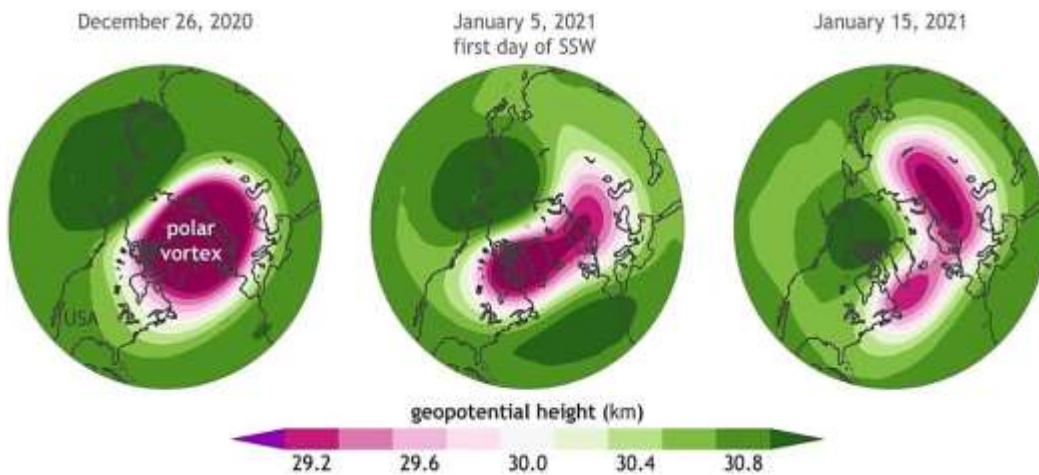 December 26, 2020
January 5, 2021
first day of SSW
January 15, 2021
polar
vortex
USA
geopotential height (km)
29.2 29.6 30.0 30.4 30.8